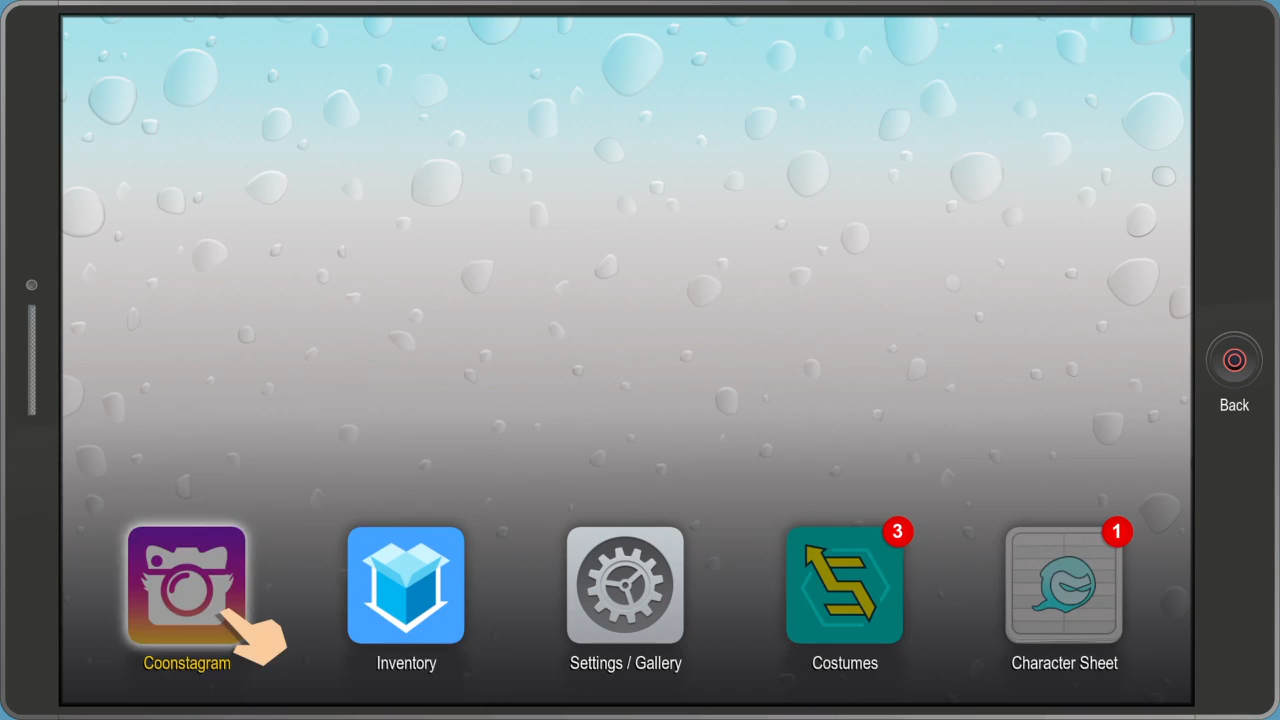 Back
3
1
Coonstagram
Inventory
Settings / Gallery
Costumes
Character Sheet